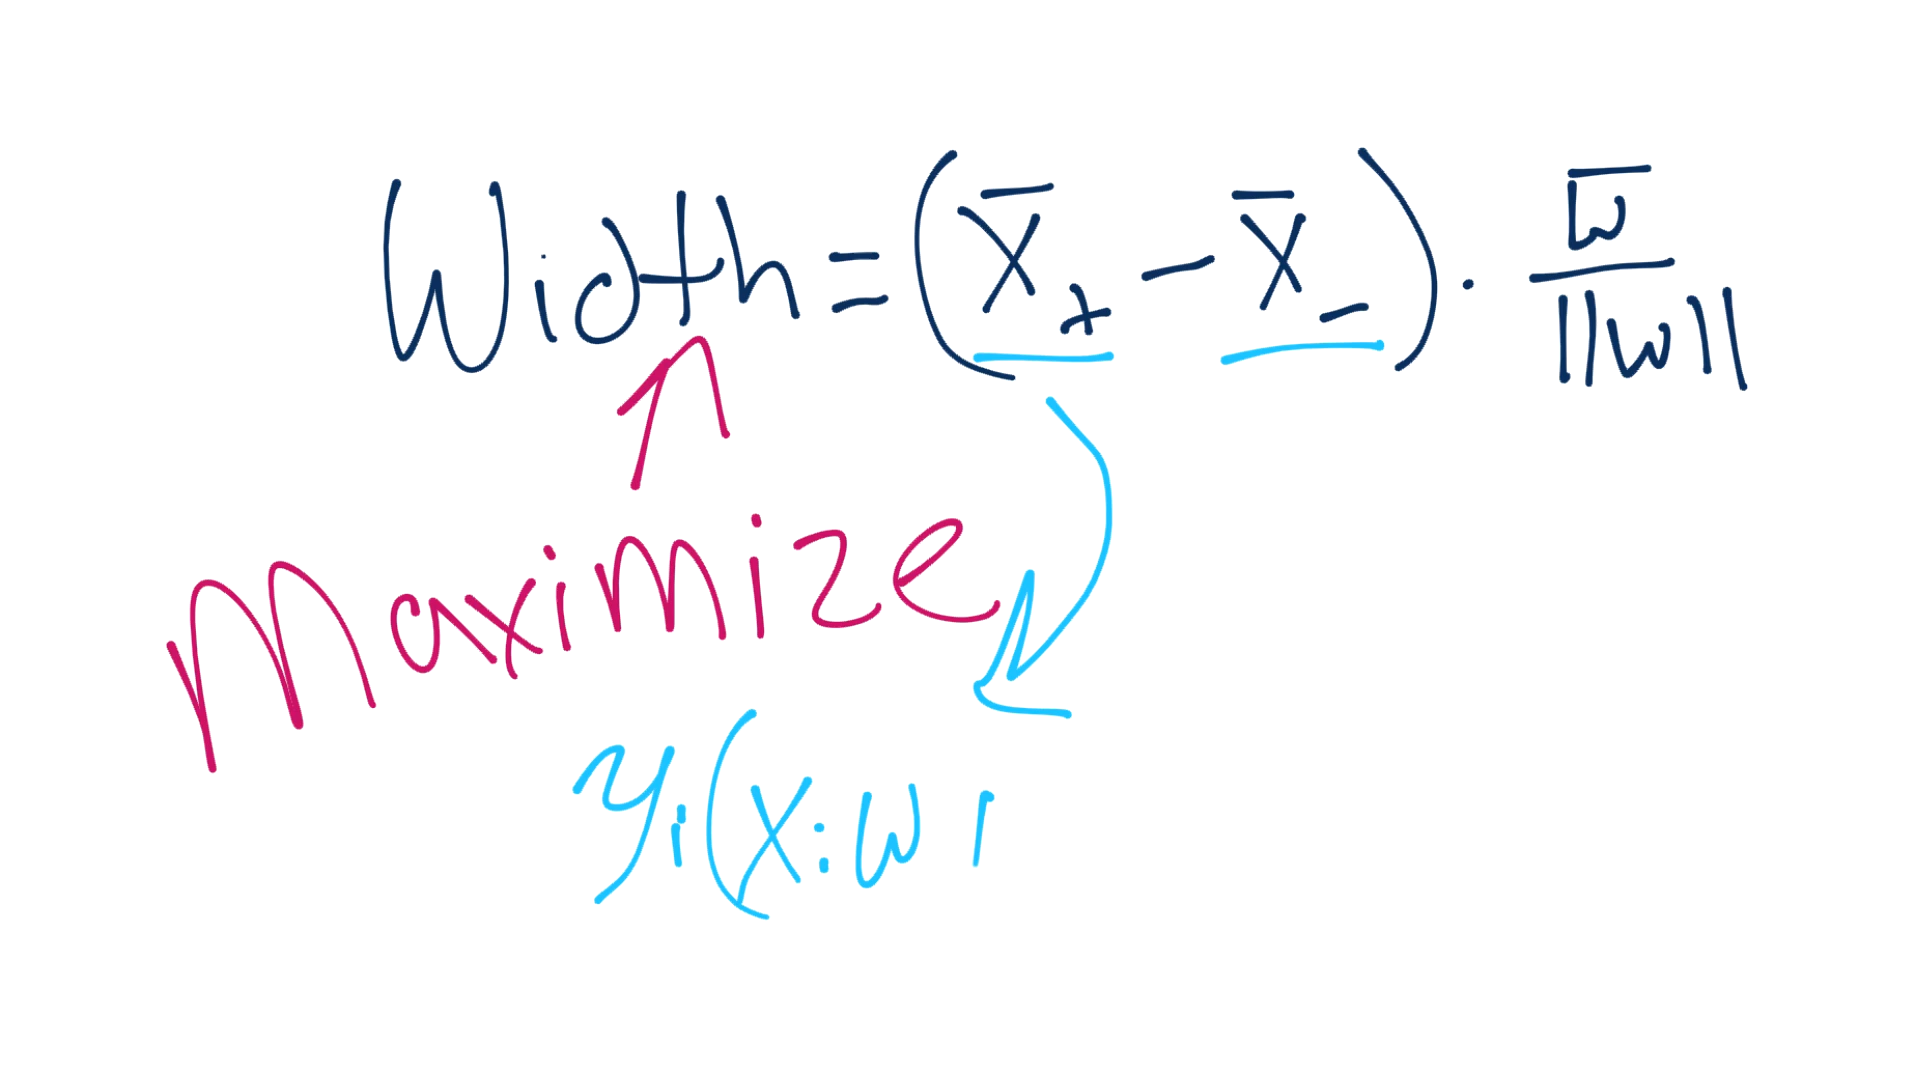 Width = (x̄₊ - x̄₋) · w̄ / ||w||
Maximize
yᵢ(xᵢ w